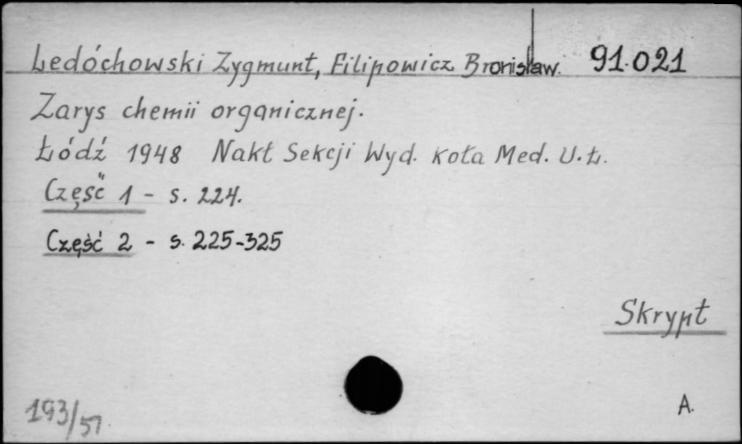 Ledóchowski Zygmunt, Filipowicz Bronisław. 91.021
Zarys chemii organicznej.
Łódź 1948 Nakł Sekcji Wyd. Koła Med. U.Ł.
Część 1 - s. 224.
Część 2 - s. 225-325
Skrypt
193/57. A.